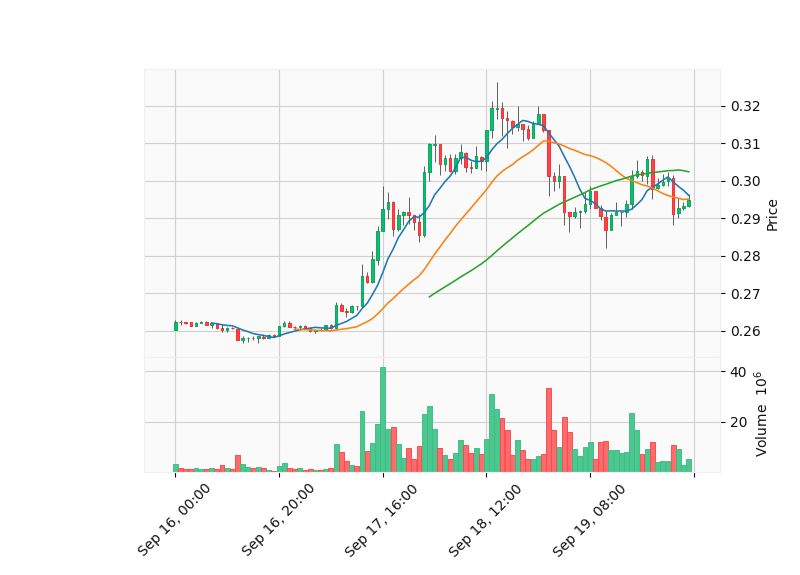 0.32
0.31
0.30
0.29
0.28
0.27
0.26
Price
40
20
Volume 10⁶
Sep 16, 00:00
Sep 16, 20:00
Sep 17, 16:00
Sep 18, 12:00
Sep 19, 08:00